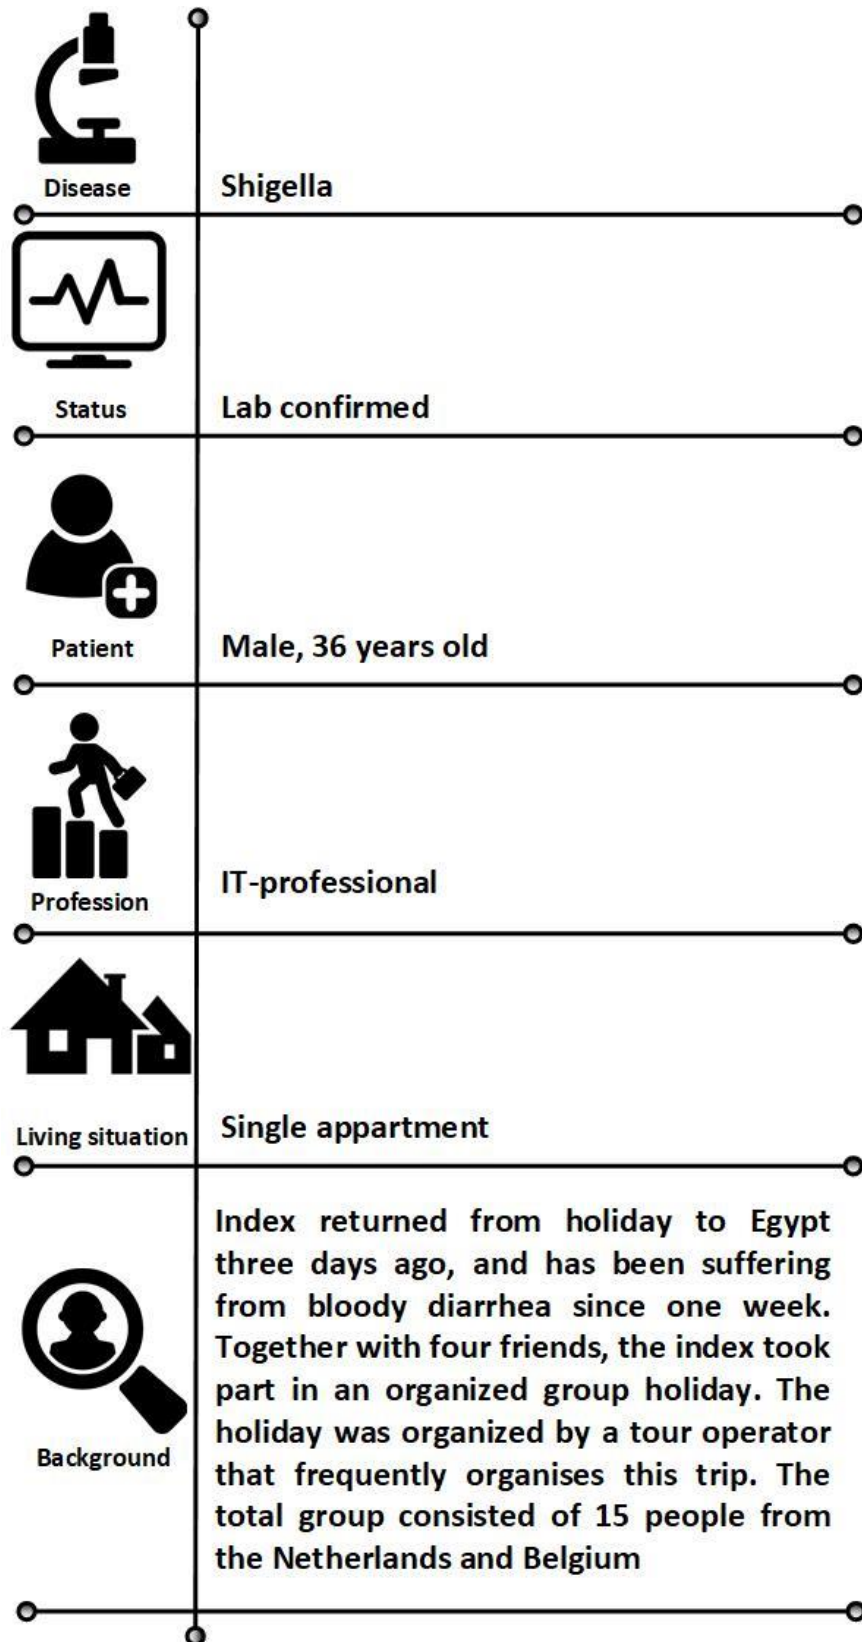 Disease
Shigella
Status
Lab confirmed
Patient
Male, 36 years old
Profession
IT-professional
Living situation
Single appartment
Background
Index returned from holiday to Egypt
three days ago, and has been suffering
from bloody diarrhea since one week.
Together with four friends, the index took
part in an organized group holiday. The
holiday was organized by a tour operator
that frequently organises this trip. The
total group consisted of 15 people from
the Netherlands and Belgium